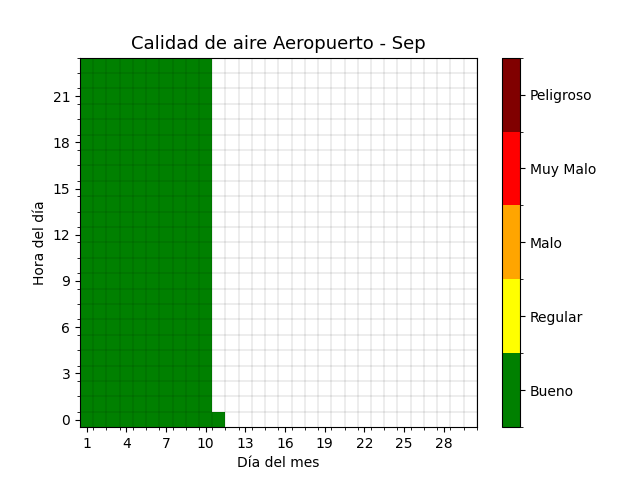 Calidad de aire Aeropuerto - Sep
Hora del día
21
18
15
12
9
6
3
0
1 4 7 10 13 16 19 22 25 28
Día del mes
Peligroso
Muy Malo
Malo
Regular
Bueno